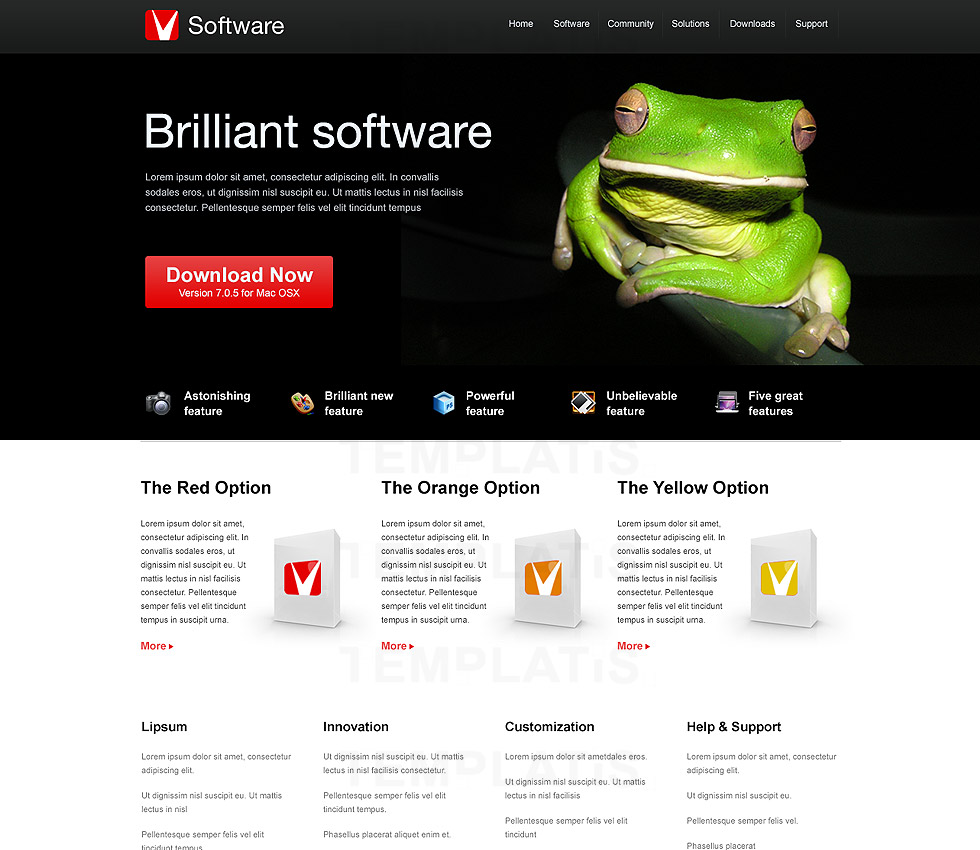 Software
Home Software Community Solutions Downloads Support
Brilliant software
Lorem ipsum dolor sit amet, consectetur adipiscing elit. In convallis
sodales eros, ut dignissim nisl suscipit eu. Ut mattis lectus in nisl facilisis
consectetur. Pellentesque semper felis vel elit tincidunt tempus
Download Now
Version 7.0.5 for Mac OSX
Astonishing
feature
Brilliant new
feature
Powerful
feature
Unbelievable
feature
Five great
features
TEMPLATIS
The Red Option
Lorem ipsum dolor sit amet,
consectetur adipiscing elit. In
convallis sodales eros, ut
dignissim nisl suscipit eu. Ut
mattis lectus in nisl facilisis
consectetur. Pellentesque
semper felis vel elit tincidunt
tempus in suscipit urna.
More
The Orange Option
Lorem ipsum dolor sit amet,
consectetur adipiscing elit. In
convallis sodales eros, ut
dignissim nisl suscipit eu. Ut
mattis lectus in nisl facilisis
consectetur. Pellentesque
semper felis vel elit tincidunt
tempus in suscipit urna.
More
The Yellow Option
Lorem ipsum dolor sit amet,
consectetur adipiscing elit. In
convallis sodales eros, ut
dignissim nisl suscipit eu. Ut
mattis lectus in nisl facilisis
consectetur. Pellentesque
semper felis vel elit tincidunt
tempus in suscipit urna.
More
TEMPLATIS
TEMPLATIS
Lipsum
Lorem ipsum dolor sit amet, consectetur
adipiscing elit.
Ut dignissim nisl suscipit eu. Ut mattis
lectus in nisl
Pellentesque semper felis vel elit
tincidunt tempus.
Innovation
Ut dignissim nisl suscipit eu. Ut mattis
lectus in nisl facilisis consectetur.
Pellentesque semper felis vel elit
tincidunt tempus.
Phasellus placerat aliquet enim et.
Customization
Lorem ipsum dolor sit ametdales eros.
Ut dignissim nisl suscipit eu. Ut mattis
lectus in nisl facilisis
Pellentesque semper felis vel elit
tincidunt
Help & Support
Lorem ipsum dolor sit amet, consectetur
adipiscing elit.
Ut dignissim nisl suscipit eu.
Pellentesque semper felis vel.
Phasellus placerat
TEMPLATIS